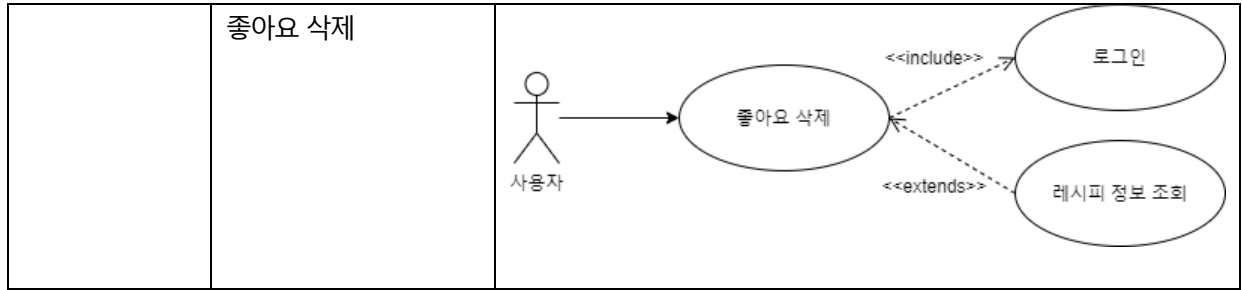 좋아요 삭제
<<include>>
로그인
좋아요 삭제
사용자
<<extends>>
레시피 정보 조회